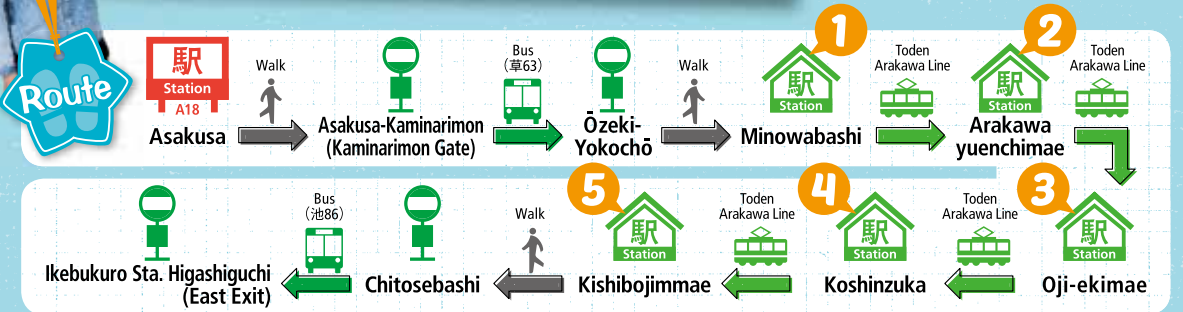 Route
駅
Station
A18
Asakusa
Walk
Asakusa-Kaminarimon
(Kaminarimon Gate)
Bus
(草63)
Ōzeki-
Yokochō
Walk
1
駅
Station
Minowabashi
Toden
Arakawa Line
2
駅
Station
Arakawa
yuenchimae
Toden
Arakawa Line
3
駅
Station
Oji-ekimae
Toden
Arakawa Line
4
駅
Station
Koshinzuka
Toden
Arakawa Line
5
駅
Station
Kishibojimmae
Walk
Chitosebashi
Bus
(池86)
Ikebukuro Sta. Higashiguchi
(East Exit)